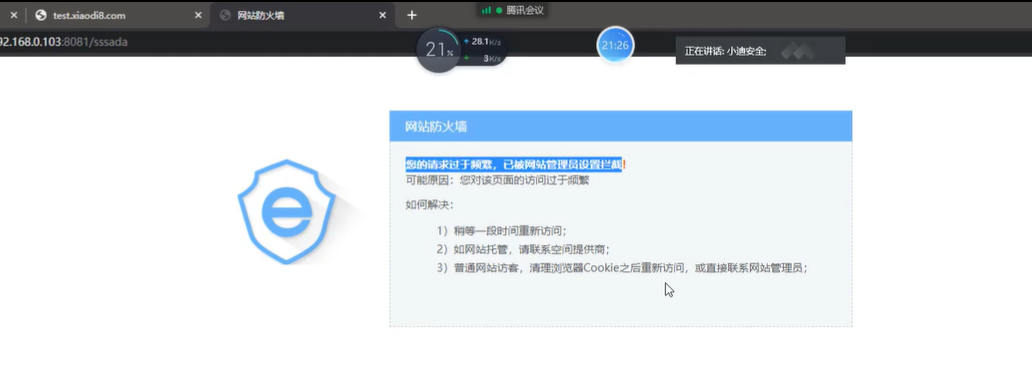 腾讯会议
test.xiaodi8.com
网站防火墙
92.168.0.103:8081/sssada
21%
28.1K/s
3K/s
21:26
正在讲话: 小迪安全;
网站防火墙
您的请求过于频繁，已被网站管理员设置拦截！
可能原因：您对该页面的访问过于频繁
如何解决：
1）稍等一段时间重新访问；
2）如网站托管，请联系空间提供商；
3）普通网站访客，清理浏览器Cookie之后重新访问，或直接联系网站管理员；